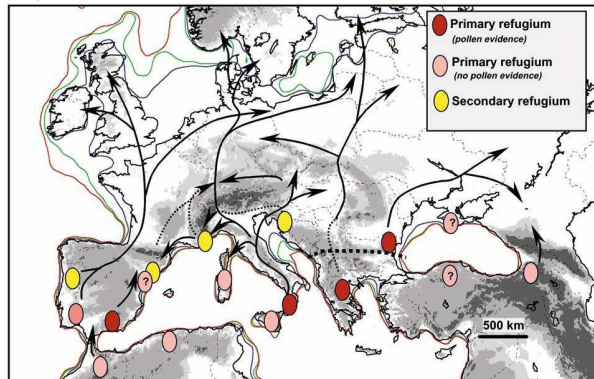 Primary refugium
(pollen evidence)
Primary refugium
(no pollen evidence)
Secondary refugium
?
?
?
500 km